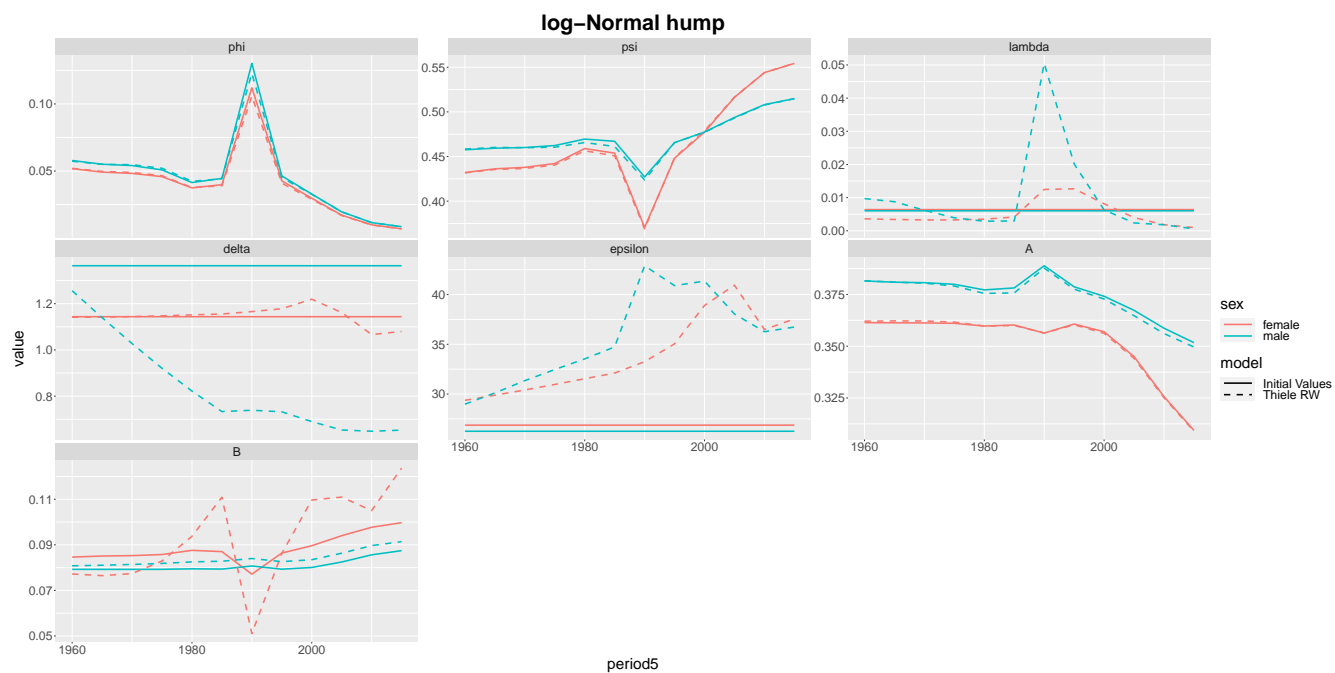 log−Normal hump
phi
psi
lambda
0.10
0.05
0.55
0.50
0.45
0.40
0.05
0.04
0.03
0.02
0.01
0.00
delta
epsilon
A
1.2
1.0
0.8
40
35
30
0.375
0.350
0.325
1960
1980
2000
1960
1980
2000
B
0.11
0.09
0.07
0.05
1960
1980
2000
value
period5
sex
female
male
model
Initial Values
Thiele RW